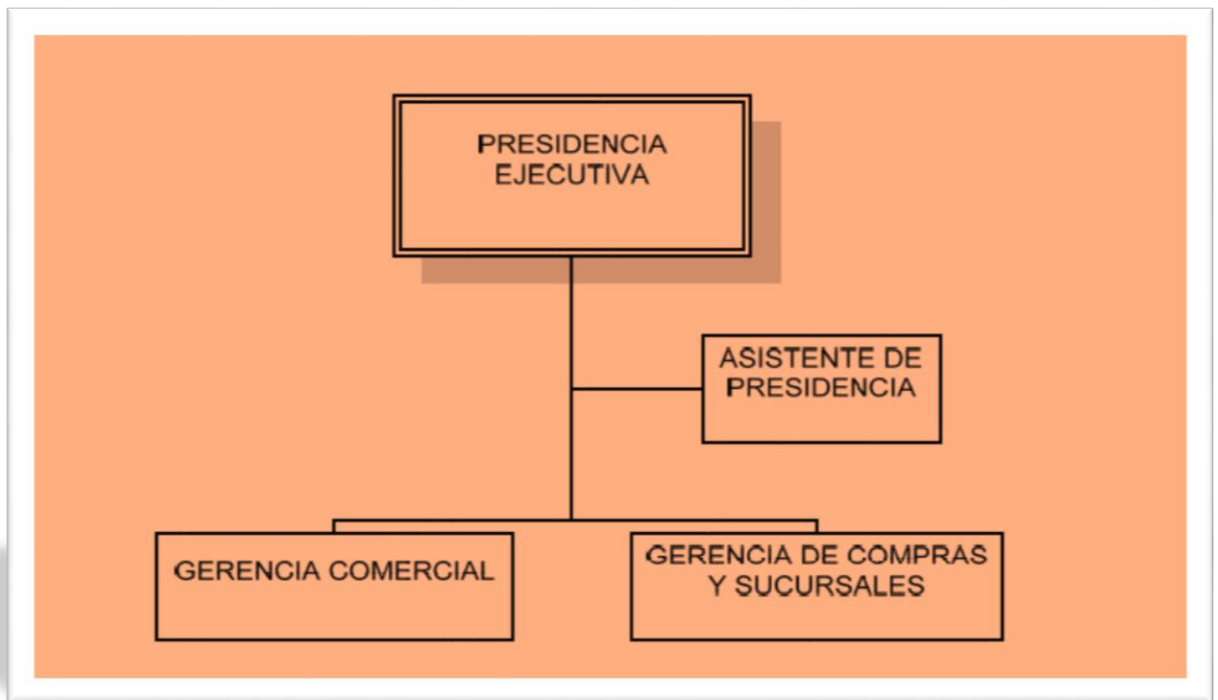 PRESIDENCIA
EJECUTIVA
ASISTENTE DE
PRESIDENCIA
GERENCIA COMERCIAL
GERENCIA DE COMPRAS
Y SUCURSALES